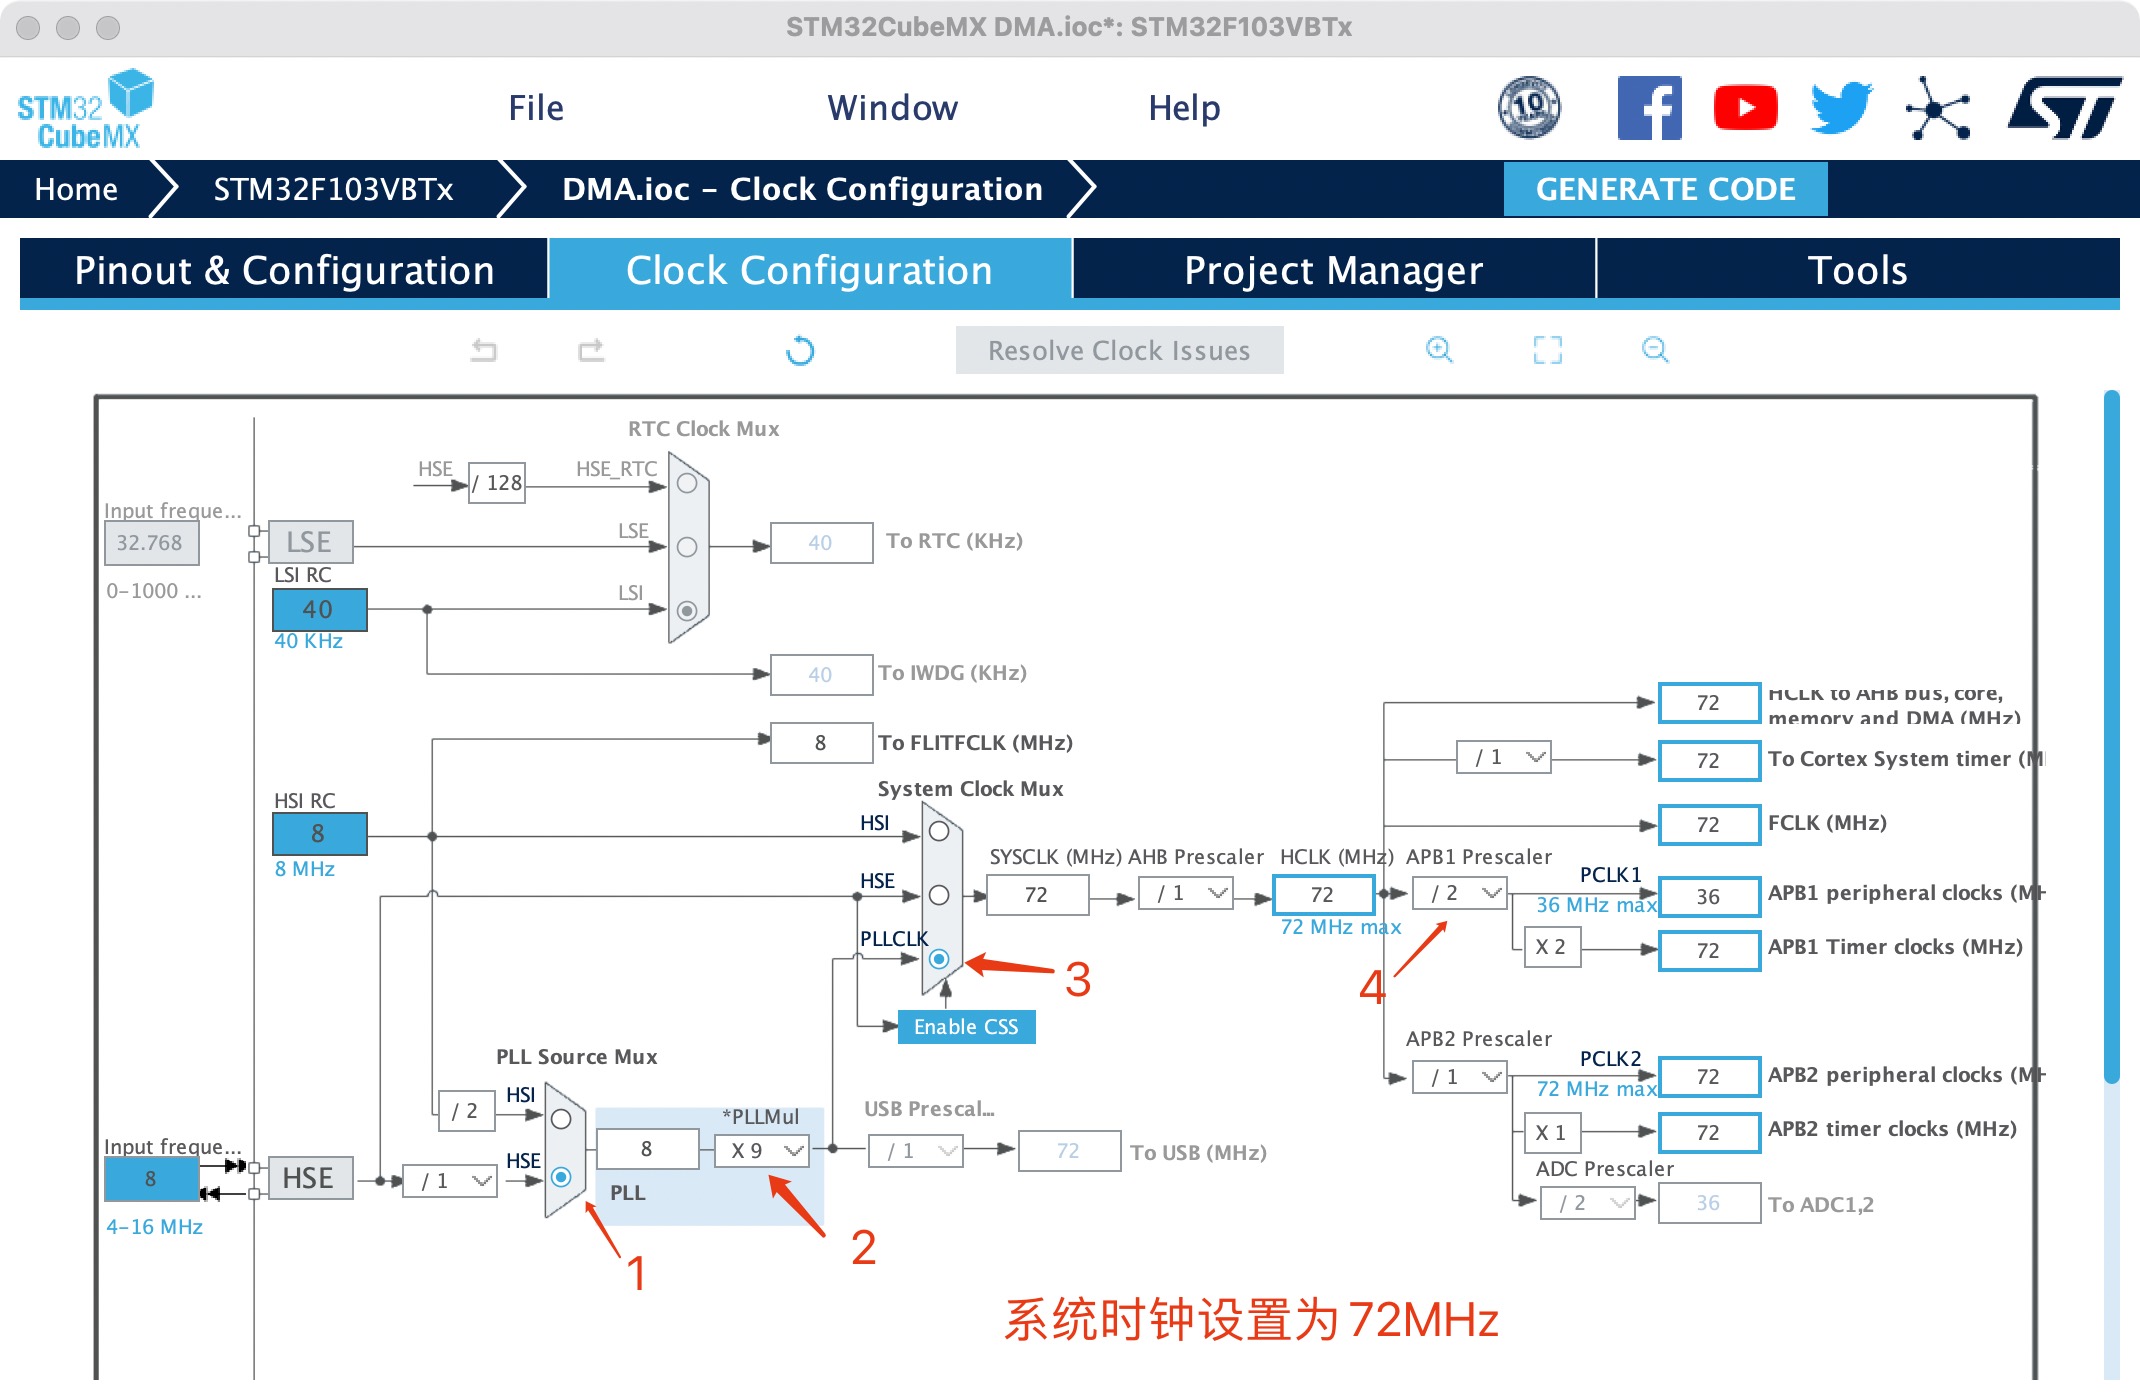 STM32CubeMX DMA.ioc*: STM32F103VBTx
STM32
CubeMX
File
Window
Help
10
YEARS
ST
Home
STM32F103VBTx
DMA.ioc – Clock Configuration
GENERATE CODE
Pinout & Configuration
Clock Configuration
Project Manager
Tools
Resolve Clock Issues
RTC Clock Mux
HSE
/ 128
HSE_RTC
Input freque...
32.768
0–1000 ...
LSE
LSE
40
To RTC (KHz)
LSI RC
40
40 KHz
LSI
40
To IWDG (KHz)
8
To FLITFCLK (MHz)
HSI RC
8
8 MHz
System Clock Mux
HSI
HSE
PLLCLK
3
Enable CSS
SYSCLK (MHz)
72
AHB Prescaler
/ 1
HCLK (MHz)
72
72 MHz max
72
HCLK to AHB bus, core,
memory and DMA (MHz)
/ 1
72
To Cortex System timer (M
72
FCLK (MHz)
APB1 Prescaler
/ 2
4
PCLK1
36 MHz max
36
APB1 peripheral clocks (MH
X 2
72
APB1 Timer clocks (MHz)
APB2 Prescaler
/ 1
PCLK2
72 MHz max
72
APB2 peripheral clocks (MH
X 1
72
APB2 timer clocks (MHz)
ADC Prescaler
/ 2
36
To ADC1,2
PLL Source Mux
/ 2
HSI
Input freque...
8
4–16 MHz
HSE
/ 1
HSE
1
8
*PLLMul
X 9
PLL
2
USB Prescal...
/ 1
72
To USB (MHz)
系统时钟设置为 72MHz